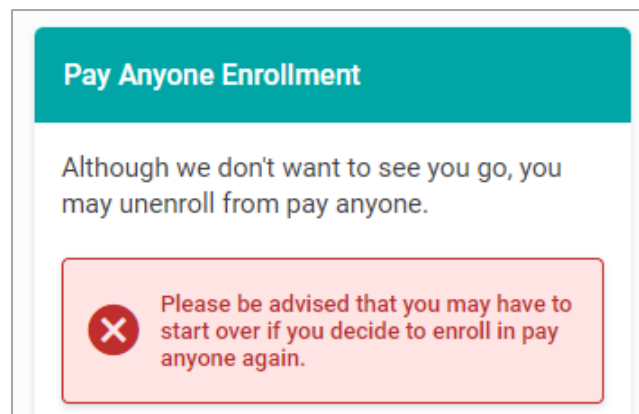 Pay Anyone Enrollment
Although we don't want to see you go, you
may unenroll from pay anyone.
Please be advised that you may have to
start over if you decide to enroll in pay
anyone again.